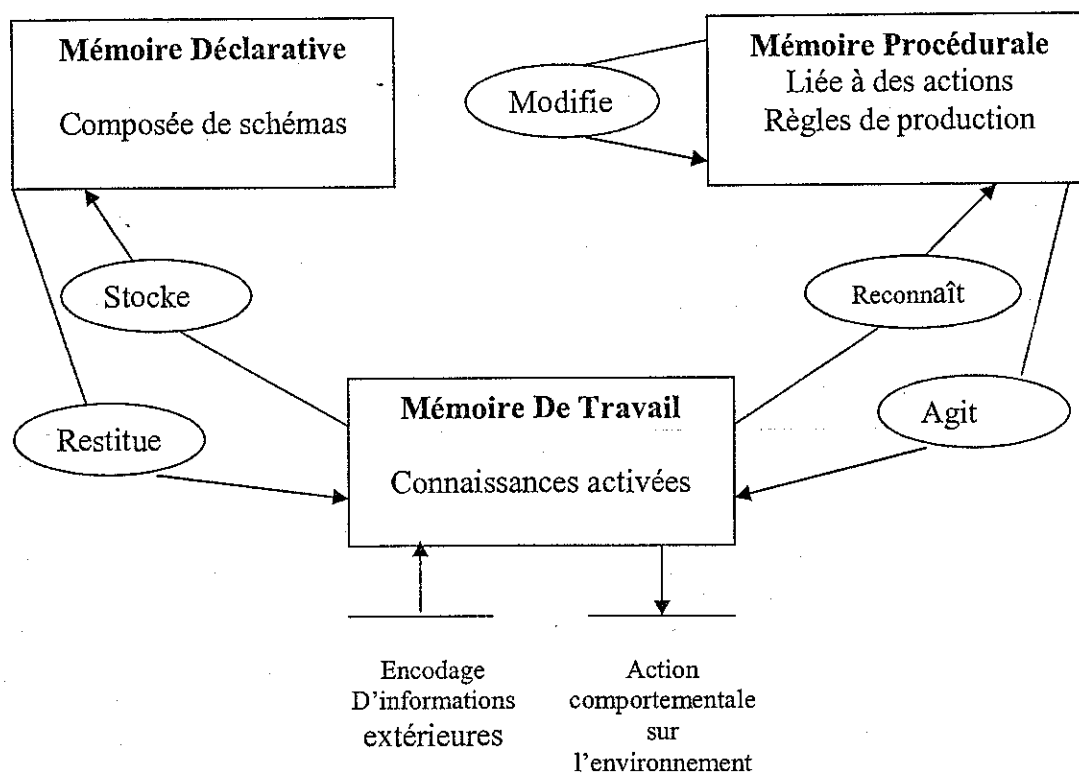 Mémoire Déclarative
Composée de schémas
Mémoire Procédurale
Liée à des actions
Règles de production
Modifie
Stocke
Reconnaît
Restitue
Agit
Mémoire De Travail
Connaissances activées
Encodage
D'informations
extérieures
Action
comportementale
sur
l'environnement